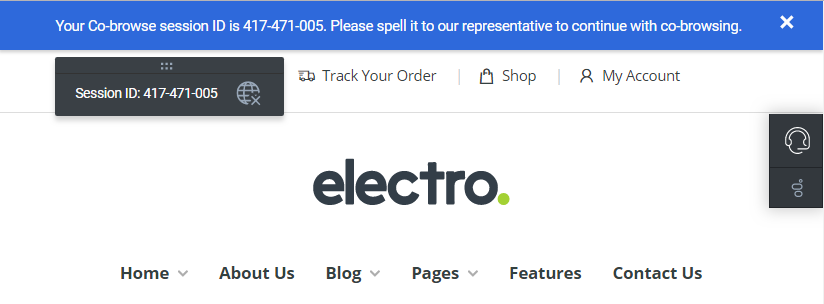 Your Co-browse session ID is 417-471-005. Please spell it to our representative to continue with co-browsing.
Session ID: 417-471-005
Track Your Order | Shop | My Account
electro.
Home About Us Blog Pages Features Contact Us